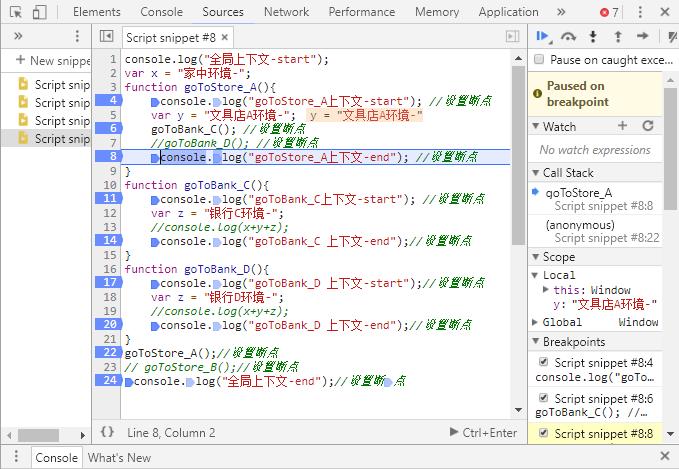 Elements Console Sources Network Performance Memory Application » 7
»
Script snippet #8 ×
New snippe
Script snip
Script snip
Script snip
Script snip
1 console.log("全局上下文-start");
2 var x = "家中环境-";
3 function goToStore_A(){
4 console.log("goToStore_A上下文-start"); //设置断点
5 var y = "文具店A环境-"; y = "文具店A环境-"
6 goToBank_C(); //设置断点
7 //goToBank_D(); //设置断点
8 console.log("goToStore_A上下文-end"); //设置断点
9 }
10 function goToBank_C(){
11 console.log("goToBank_C上下文-start"); //设置断点
12 var z = "银行C环境-";
13 //console.log(x+y+z);
14 console.log("goToBank_C 上下文-end");//设置断点
15 }
16 function goToBank_D(){
17 console.log("goToBank_D 上下文-start");//设置断点
18 var z = "银行D环境-";
19 //console.log(x+y+z);
20 console.log("goToBank_D 上下文-end");//设置断点
21 }
22 goToStore_A();//设置断点
23 // goToStore_B();//设置断点
24 console.log("全局上下文-end");//设置断点
{} Line 8, Column 2 Ctrl+Enter
Pause on caught exce...
Paused on
breakpoint
Watch
No watch expressions
Call Stack
goToStore_A
Script snippet #8:8
(anonymous)
Script snippet #8:22
Scope
Local
this: Window
y: "文具店A环境-"
Global Window
Breakpoints
Script snippet #8:4
console.log("goTo…
Script snippet #8:6
goToBank_C(); //…
Script snippet #8:8
Console What's New ×